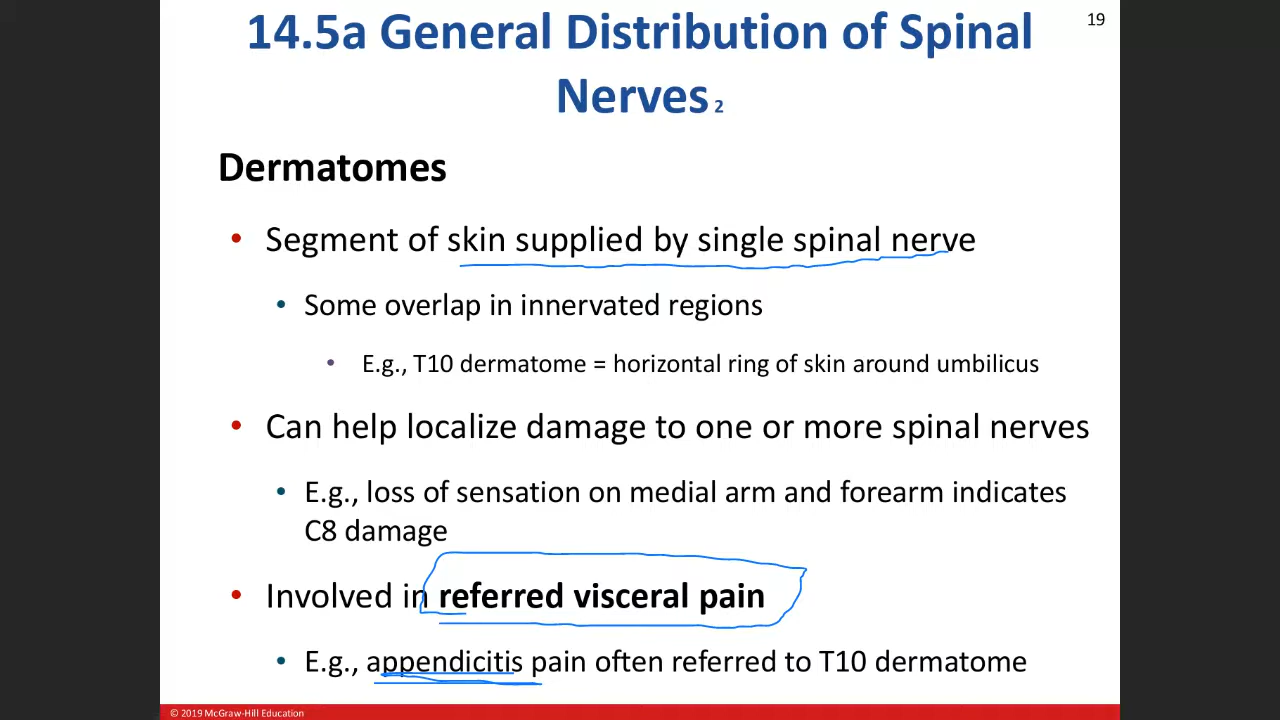 19
14.5a General Distribution of Spinal
Nerves 2
Dermatomes
• Segment of skin supplied by single spinal nerve
• Some overlap in innervated regions
• E.g., T10 dermatome = horizontal ring of skin around umbilicus
• Can help localize damage to one or more spinal nerves
• E.g., loss of sensation on medial arm and forearm indicates
C8 damage
• Involved in referred visceral pain
• E.g., appendicitis pain often referred to T10 dermatome
© 2019 McGraw-Hill Education